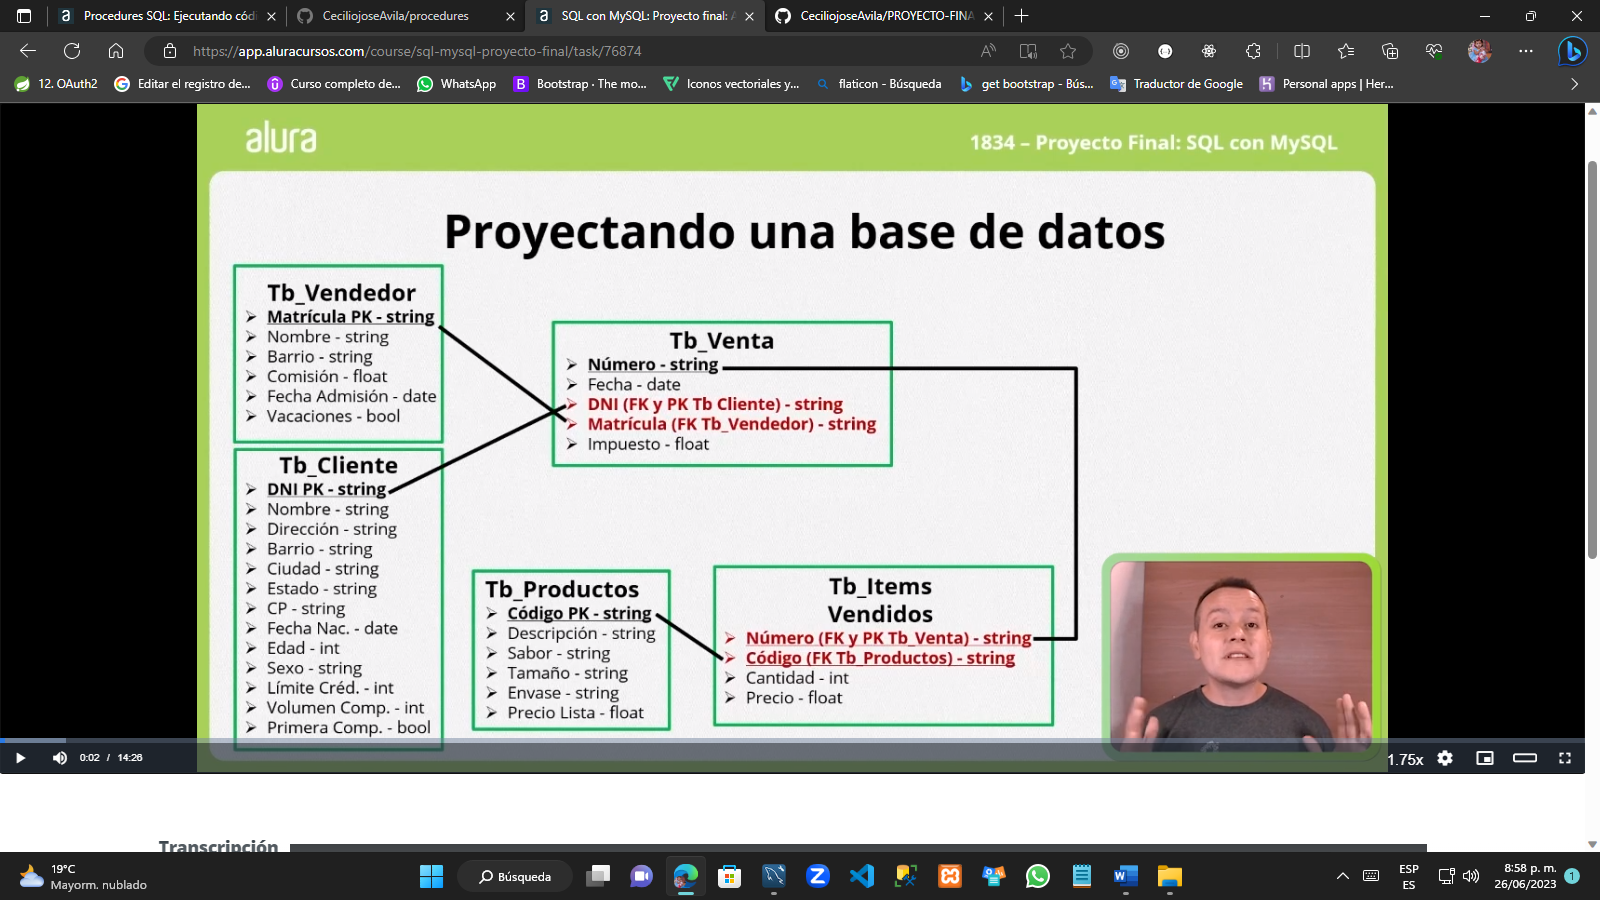 Procedures SQL: Ejecutando códi
CeciliojoseAvila/procedures
SQL con MySQL: Proyecto final: A
CeciliojoseAvila/PROYECTO-FINA
https://app.aluracursos.com/course/sql-mysql-proyecto-final/task/76874
12. OAuth2
Editar el registro de...
Curso completo de...
WhatsApp
Bootstrap · The mo...
Iconos vectoriales y...
flaticon - Búsqueda
get bootstrap - Bús...
Traductor de Google
Personal apps | Her...
alura
1834 – Proyecto Final: SQL con MySQL
Proyectando una base de datos
Tb_Vendedor
Matrícula PK - string
Nombre - string
Barrio - string
Comisión - float
Fecha Admisión - date
Vacaciones - bool
Tb_Cliente
DNI PK - string
Nombre - string
Dirección - string
Barrio - string
Ciudad - string
Estado - string
CP - string
Fecha Nac. - date
Edad - int
Sexo - string
Límite Créd. - int
Volumen Comp. - int
Primera Comp. - bool
Tb_Venta
Número - string
Fecha - date
DNI (FK y PK Tb Cliente) - string
Matrícula (FK Tb_Vendedor) - string
Impuesto - float
Tb_Productos
Código PK - string
Descripción - string
Sabor - string
Tamaño - string
Envase - string
Precio Lista - float
Tb_Items
Vendidos
Número (FK y PK Tb_Venta) - string
Código (FK Tb_Productos) - string
Cantidad - int
Precio - float
0:02 / 14:26
1.75x
Transcripción
19°C
Mayorm. nublado
Búsqueda
ESP
ES
8:58 p. m.
26/06/2023
1